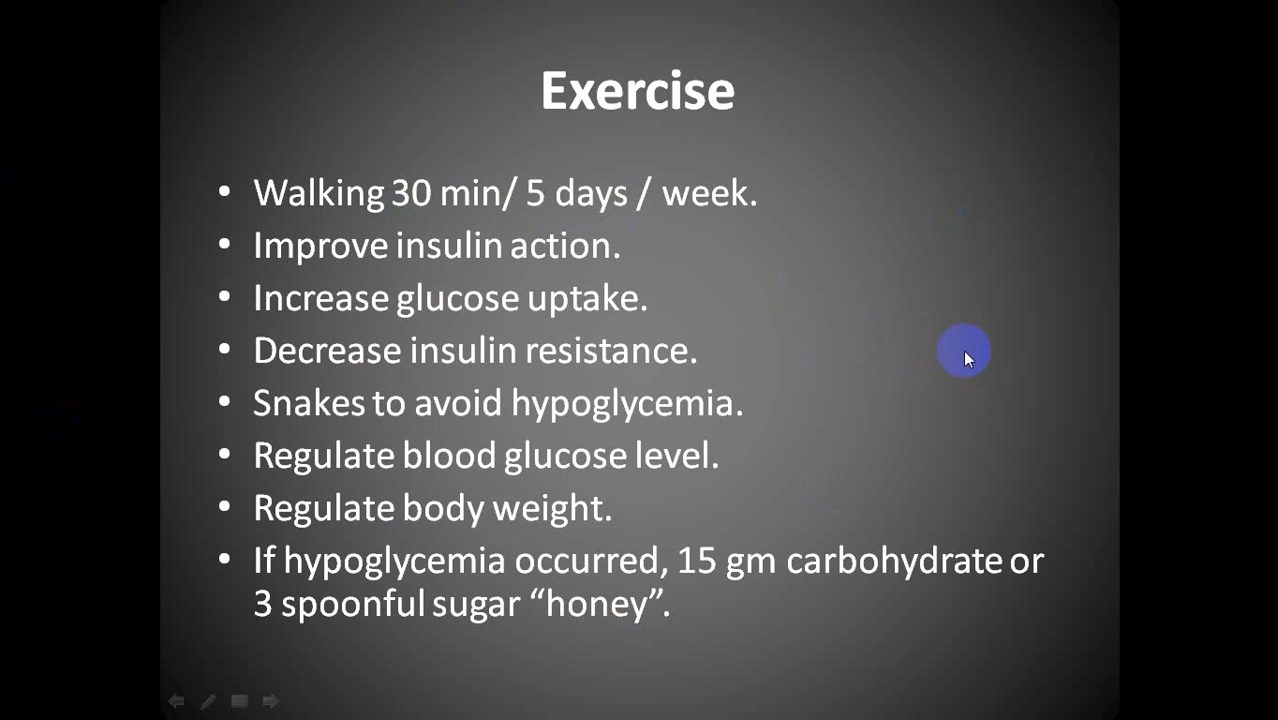 Exercise
• Walking 30 min/ 5 days / week.
• Improve insulin action.
• Increase glucose uptake.
• Decrease insulin resistance.
• Snakes to avoid hypoglycemia.
• Regulate blood glucose level.
• Regulate body weight.
• If hypoglycemia occurred, 15 gm carbohydrate or
3 spoonful sugar “honey”.